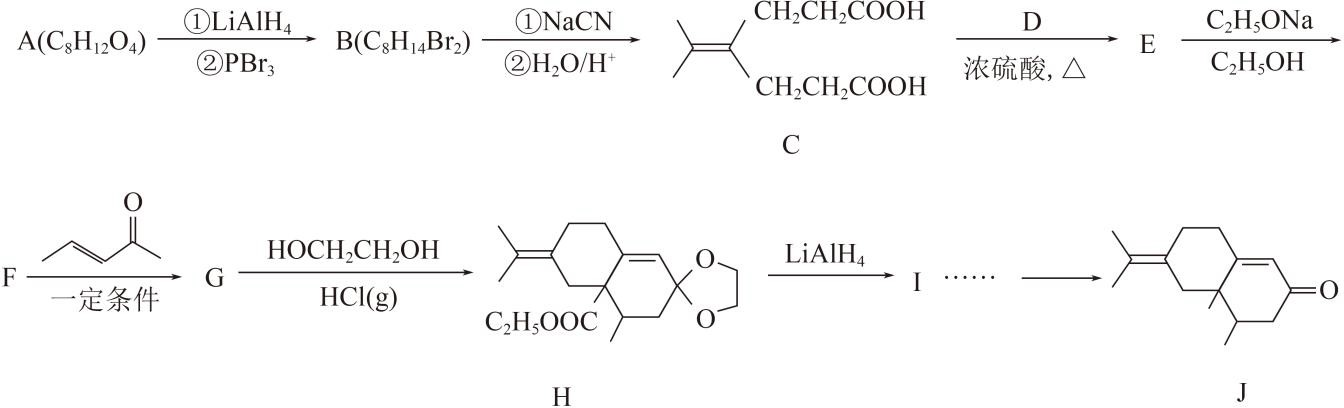 A(C₈H₁₂O₄) ①LiAlH₄ ②PBr₃ B(C₈H₁₄Br₂) ①NaCN ②H₂O/H⁺ CH₂CH₂COOH CH₂CH₂COOH D 浓硫酸,△ E C₂H₅ONa C₂H₅OH
C
F O 一定条件 G HOCH₂CH₂OH HCl(g) C₂H₅OOC O O LiAlH₄ I …… O
H J